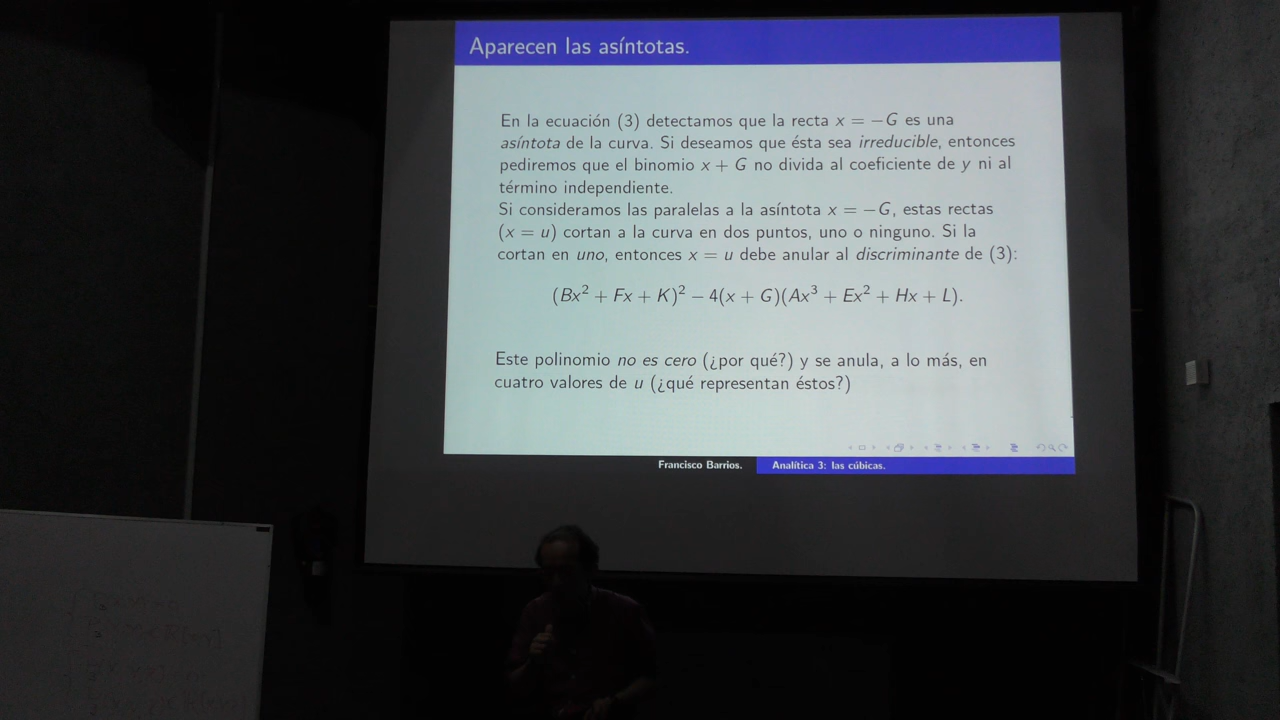 Aparecen las asíntotas.
En la ecuación (3) detectamos que la recta x = −G es una
asíntota de la curva. Si deseamos que ésta sea irreducible, entonces
pediremos que el binomio x + G no divida al coeficiente de y ni al
término independiente.
Si consideramos las paralelas a la asíntota x = −G, estas rectas
(x = u) cortan a la curva en dos puntos, uno o ninguno. Si la
cortan en uno, entonces x = u debe anular al discriminante de (3):
(Bx² + Fx + K)² − 4(x + G)(Ax³ + Ex² + Hx + L).
Este polinomio no es cero (¿por qué?) y se anula, a lo más, en
cuatro valores de u (¿qué representan éstos?)
Francisco Barrios. Analítica 3: las cúbicas.